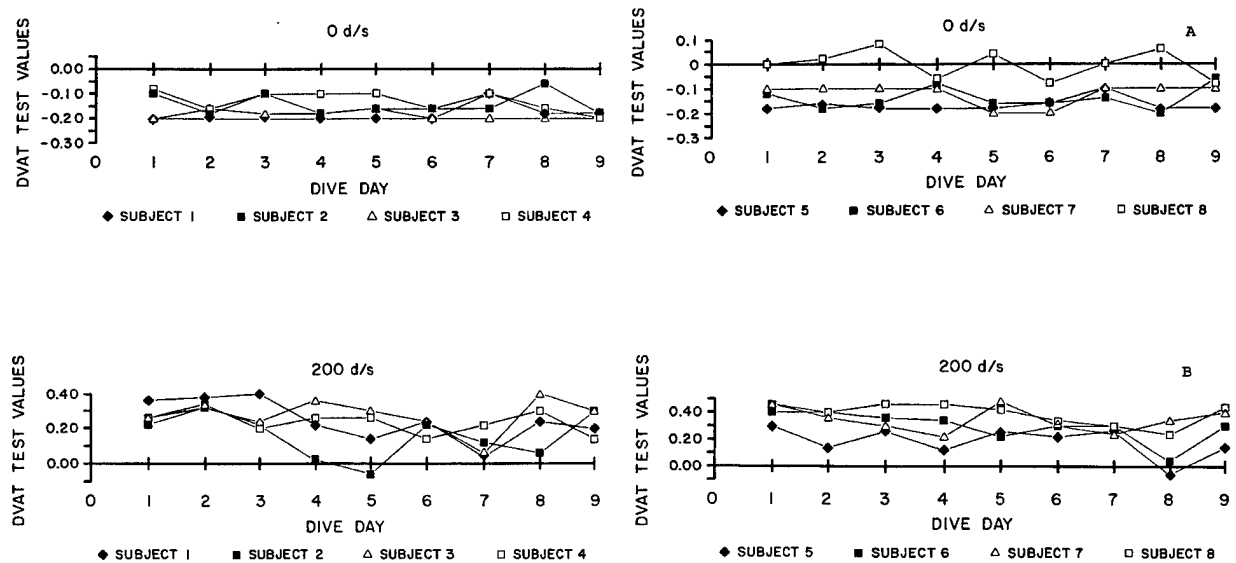 0 d/s
DVAT TEST VALUES
0.00
-0.10
-0.20
-0.30
0 1 2 3 4 5 6 7 8 9
DIVE DAY
SUBJECT 1 SUBJECT 2 SUBJECT 3 SUBJECT 4
0 d/s
A
DVAT TEST VALUES
0.1
0
-0.1
-0.2
-0.3
0 1 2 3 4 5 6 7 8 9
DIVE DAY
SUBJECT 5 SUBJECT 6 SUBJECT 7 SUBJECT 8
200 d/s
DVAT TEST VALUES
0.40
0.20
0.00
0 1 2 3 4 5 6 7 8 9
DIVE DAY
SUBJECT 1 SUBJECT 2 SUBJECT 3 SUBJECT 4
200 d/s
B
DVAT TEST VALUES
0.40
0.20
0.00
0 1 2 3 4 5 6 7 8 9
DIVE DAY
SUBJECT 5 SUBJECT 6 SUBJECT 7 SUBJECT 8